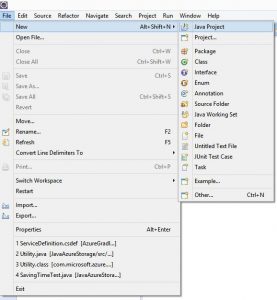 File Edit Source Refactor Navigate Search Project Run Window Help
New Alt+Shift+N
Open File...
Close Ctrl+W
Close All Ctrl+Shift+W
Save Ctrl+S
Save As...
Save All Ctrl+Shift+S
Revert
Move...
Rename... F2
Refresh F5
Convert Line Delimiters To
Print... Ctrl+P
Switch Workspace
Restart
Import...
Export...
Properties Alt+Enter
1 ServiceDefinition.csdef [AzureGradl...
2 Utility.java [JavaAzureStorage/src/...
3 Utility.class [com.microsoft.azure...
4 SavingTimeTest.java [JavaAzureStora...
Exit
Java Project
Project...
Package
Class
Interface
Enum
Annotation
Source Folder
Java Working Set
Folder
File
Untitled Text File
JUnit Test Case
Task
Example...
Other... Ctrl+N